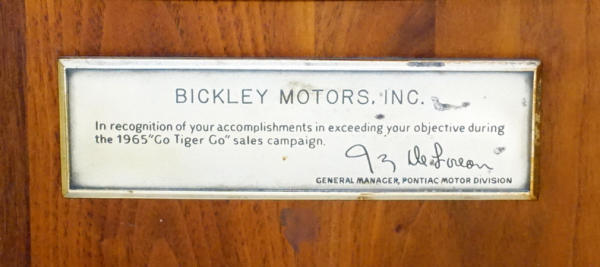 BICKLEY MOTORS, INC.
In recognition of your accomplishments in exceeding your objective during
the 1965 "Go Tiger Go" sales campaign.
J Z DeLorean
GENERAL MANAGER, PONTIAC MOTOR DIVISION